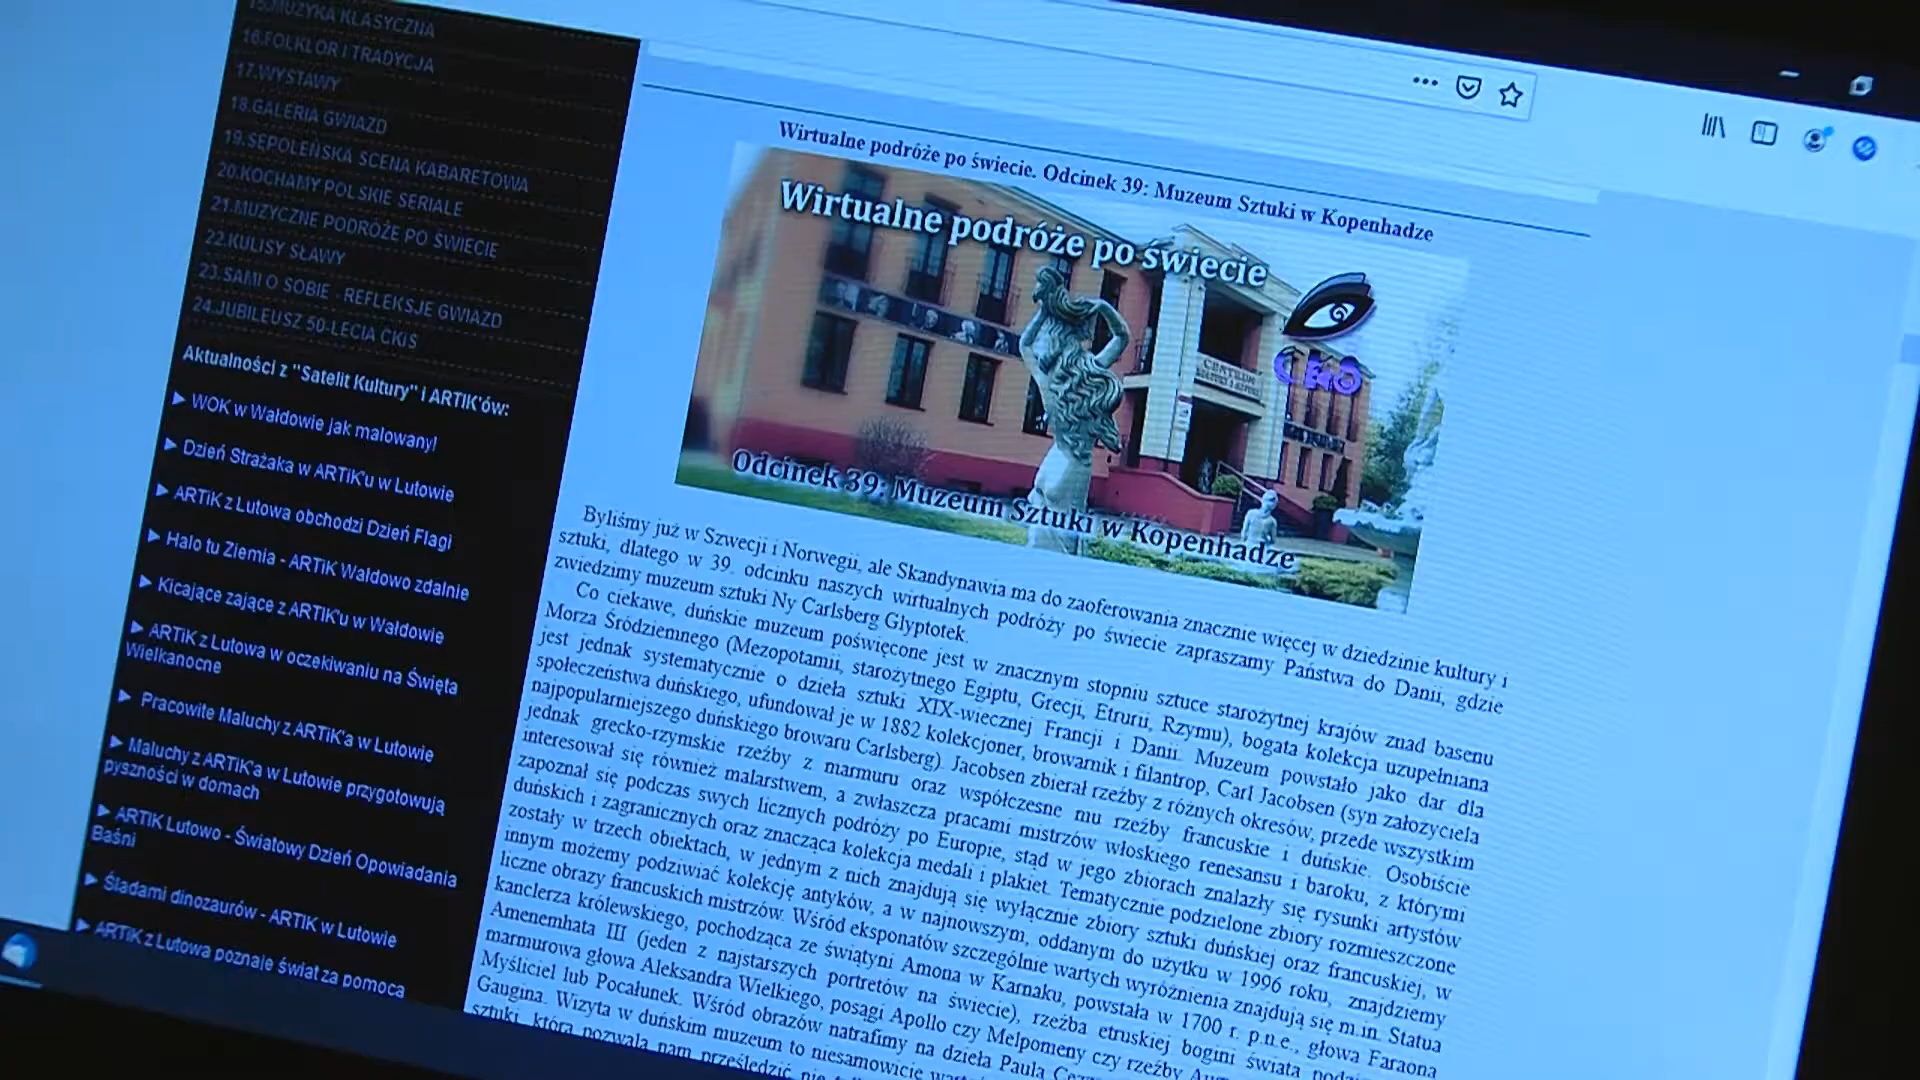 15.MUZYKA KLASYCZNA
16.FOLKLOR I TRADYCJA
17.WYSTAWY
18.GALERIA GWIAZD
19.SĘPOLEŃSKA SCENA KABARETOWA
20.KOCHAMY POLSKIE SERIALE
21.MUZYCZNE PODRÓŻE PO ŚWIECIE
22.KULISY SŁAWY
23.SAMI O SOBIE - REFLEKSJE GWIAZD
24.JUBILEUSZ 50-LECIA CKiS
Aktualności z "Satelit Kultury" i ARTIK'ów:
► WOK w Wałdowie jak malowany!
► Dzień Strażaka w ARTiK'u w Lutowie
► ARTiK z Lutowa obchodzi Dzień Flagi
► Halo tu Ziemia - ARTiK Wałdowo zdalnie
► Kicające zające z ARTiK'u w Wałdowie
► ARTiK z Lutowa w oczekiwaniu na Święta
Wielkanocne
► Pracowite Maluchy z ARTiK'a w Lutowie
► Maluchy z ARTiK'a w Lutowie przygotowują
pyszności w domach
► ARTIK Lutowo - Światowy Dzień Opowiadania
Baśni
► Śladami dinozaurów - ARTIK w Lutowie
► ARTiK z Lutowa poznaje świat za pomocą
Wirtualne podróże po świecie. Odcinek 39: Muzeum Sztuki w Kopenhadze
Wirtualne podróże po świecie
CENTRUM
Odcinek 39: Muzeum Sztuki w Kopenhadze
Byliśmy już w Szwecji i Norwegii, ale Skandynawia ma do zaoferowania znacznie więcej w dziedzinie kultury i
sztuki, dlatego w 39. odcinku naszych wirtualnych podróży po świecie zapraszamy Państwa do Danii, gdzie
zwiedzimy muzeum sztuki Ny Carlsberg Glyptotek.
Co ciekawe, duńskie muzeum poświęcone jest w znacznym stopniu sztuce starożytnej krajów znad basenu
Morza Śródziemnego (Mezopotamii, starożytnego Egiptu, Grecji, Etrurii, Rzymu), bogata kolekcja uzupełniana
jest jednak systematycznie o dzieła sztuki XIX-wiecznej Francji i Danii. Muzeum powstało jako dar dla
społeczeństwa duńskiego, ufundował je w 1882 kolekcjoner, browarnik i filantrop, Carl Jacobsen (syn założyciela
najpopularniejszego duńskiego browaru Carlsberg). Jacobsen zbierał rzeźby z różnych okresów, przede wszystkim
jednak grecko-rzymskie rzeźby z marmuru oraz współczesne mu rzeźby francuskie i duńskie. Osobiście
interesował się również malarstwem, a zwłaszcza pracami mistrzów włoskiego renesansu i baroku, z którymi
zapoznał się podczas swych licznych podróży po Europie, stąd w jego zbiorach znalazły się rysunki artystów
duńskich i zagranicznych oraz znacząca kolekcja medali i plakiet. Tematycznie podzielone zbiory rozmieszczone
zostały w trzech obiektach, w jednym z nich znajdują się wyłącznie zbiory sztuki duńskiej oraz francuskiej, w
innym możemy podziwiać kolekcję antyków, a w najnowszym, oddanym do użytku w 1996 roku, znajdziemy
liczne obrazy francuskich mistrzów. Wśród eksponatów szczególnie wartych wyróżnienia znajdują się m.in. Statua
kanclerza królewskiego, pochodząca ze świątyni Amona w Karnaku, powstała w 1700 r. p.n.e., głowa Faraona
Amenemhata III (jeden z najstarszych portretów na świecie), rzeźba etruskiej bogini świata
marmurowa głowa Aleksandra Wielkiego, posągi Apollo czy Melpomeny czy rzeźby
Myśliciel lub Pocałunek. Wśród obrazów natrafimy na dzieła Paula
Gaugina. Wizyta w duńskim muzeum to niesamowicie
sztuki, która pozwala nam prześledzić nie